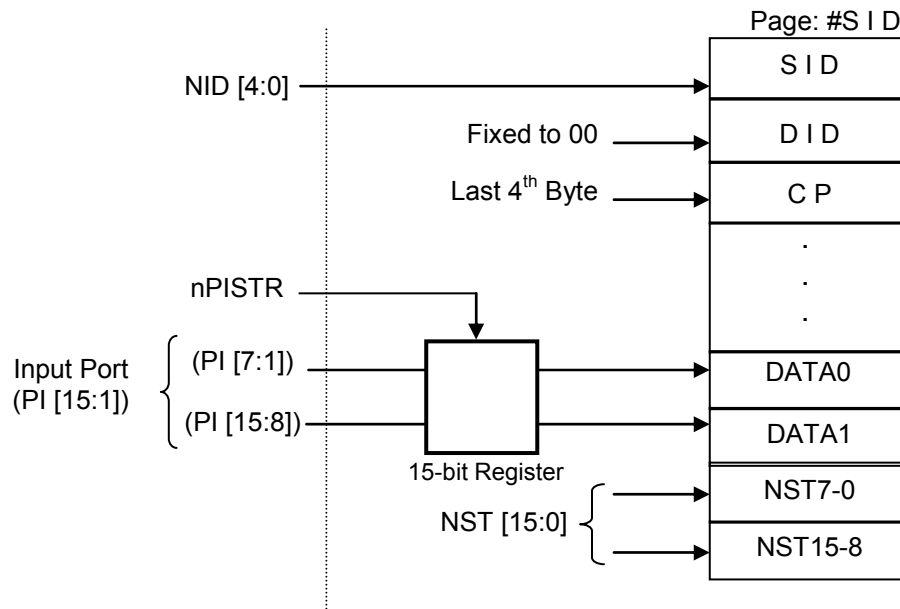 Page: #S I D
S I D
NID [4:0]
Fixed to 00
D I D
Last 4th Byte
C P
.
.
.
nPISTR
Input Port
(PI [15:1])
(PI [7:1])
DATA0
(PI [15:8])
DATA1
15-bit Register
NST [15:0]
NST7-0
NST15-8